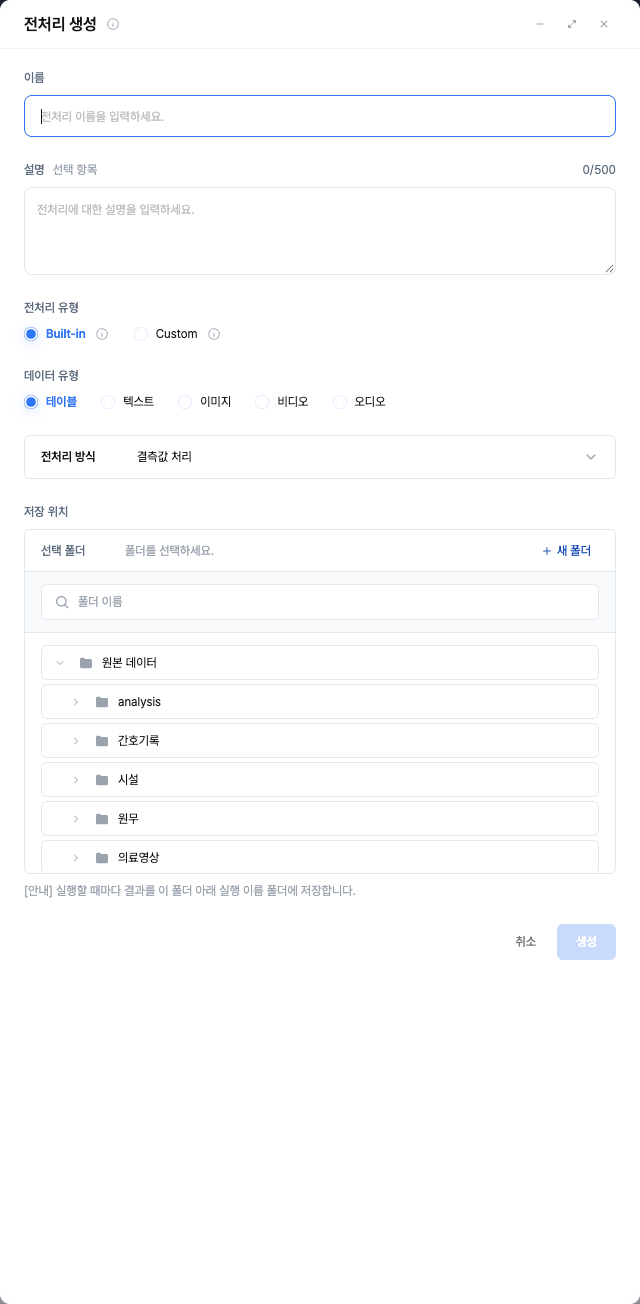 전처리 생성
이름
전처리 이름을 입력하세요.
설명 선택 항목 0/500
전처리에 대한 설명을 입력하세요.
전처리 유형
Built-in Custom
데이터 유형
테이블 텍스트 이미지 비디오 오디오
전처리 방식 결측값 처리
저장 위치
선택 폴더 폴더를 선택하세요. + 새 폴더
폴더 이름
원본 데이터
analysis
간호기록
시설
원무
의료영상
[안내] 실행할 때마다 결과를 이 폴더 아래 실행 이름 폴더에 저장합니다.
취소 생성